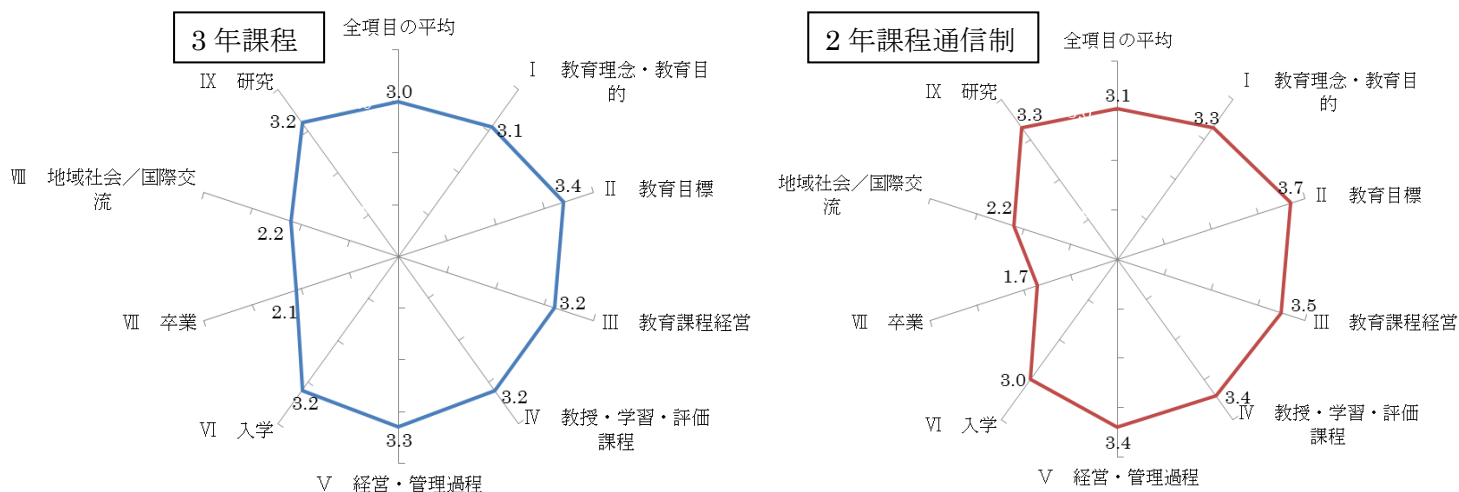 3年課程
全項目の平均
3.0
Ⅰ 教育理念・教育目
的
3.1
Ⅱ 教育目標
3.4
Ⅲ 教育課程経営
3.2
Ⅳ 教授・学習・評価
課程
3.2
Ⅴ 経営・管理過程
3.3
Ⅵ 入学
3.2
Ⅶ 卒業
2.1
Ⅷ 地域社会／国際交
流
2.2
Ⅸ 研究
3.2
2年課程通信制
全項目の平均
3.1
Ⅰ 教育理念・教育目
的
3.3
Ⅱ 教育目標
3.7
Ⅲ 教育課程経営
3.5
Ⅳ 教授・学習・評価
課程
3.4
Ⅴ 経営・管理過程
3.4
Ⅵ 入学
3.0
Ⅶ 卒業
1.7
地域社会／国際交
流
2.2
Ⅸ 研究
3.3